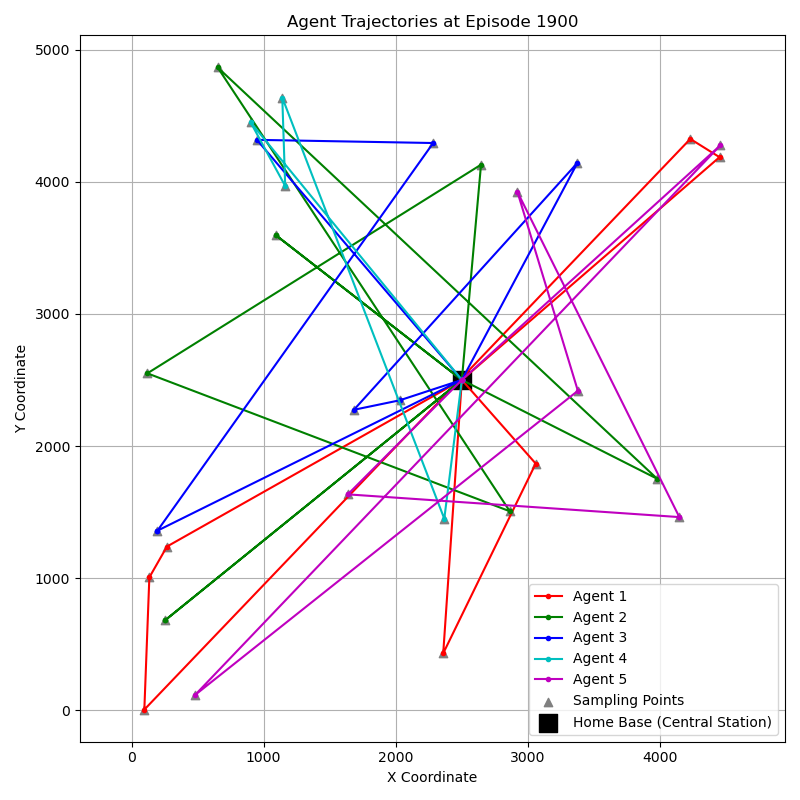 Agent Trajectories at Episode 1900
5000
4000
3000
2000
1000
0
Y Coordinate
0 1000 2000 3000 4000
X Coordinate
Agent 1
Agent 2
Agent 3
Agent 4
Agent 5
Sampling Points
Home Base (Central Station)